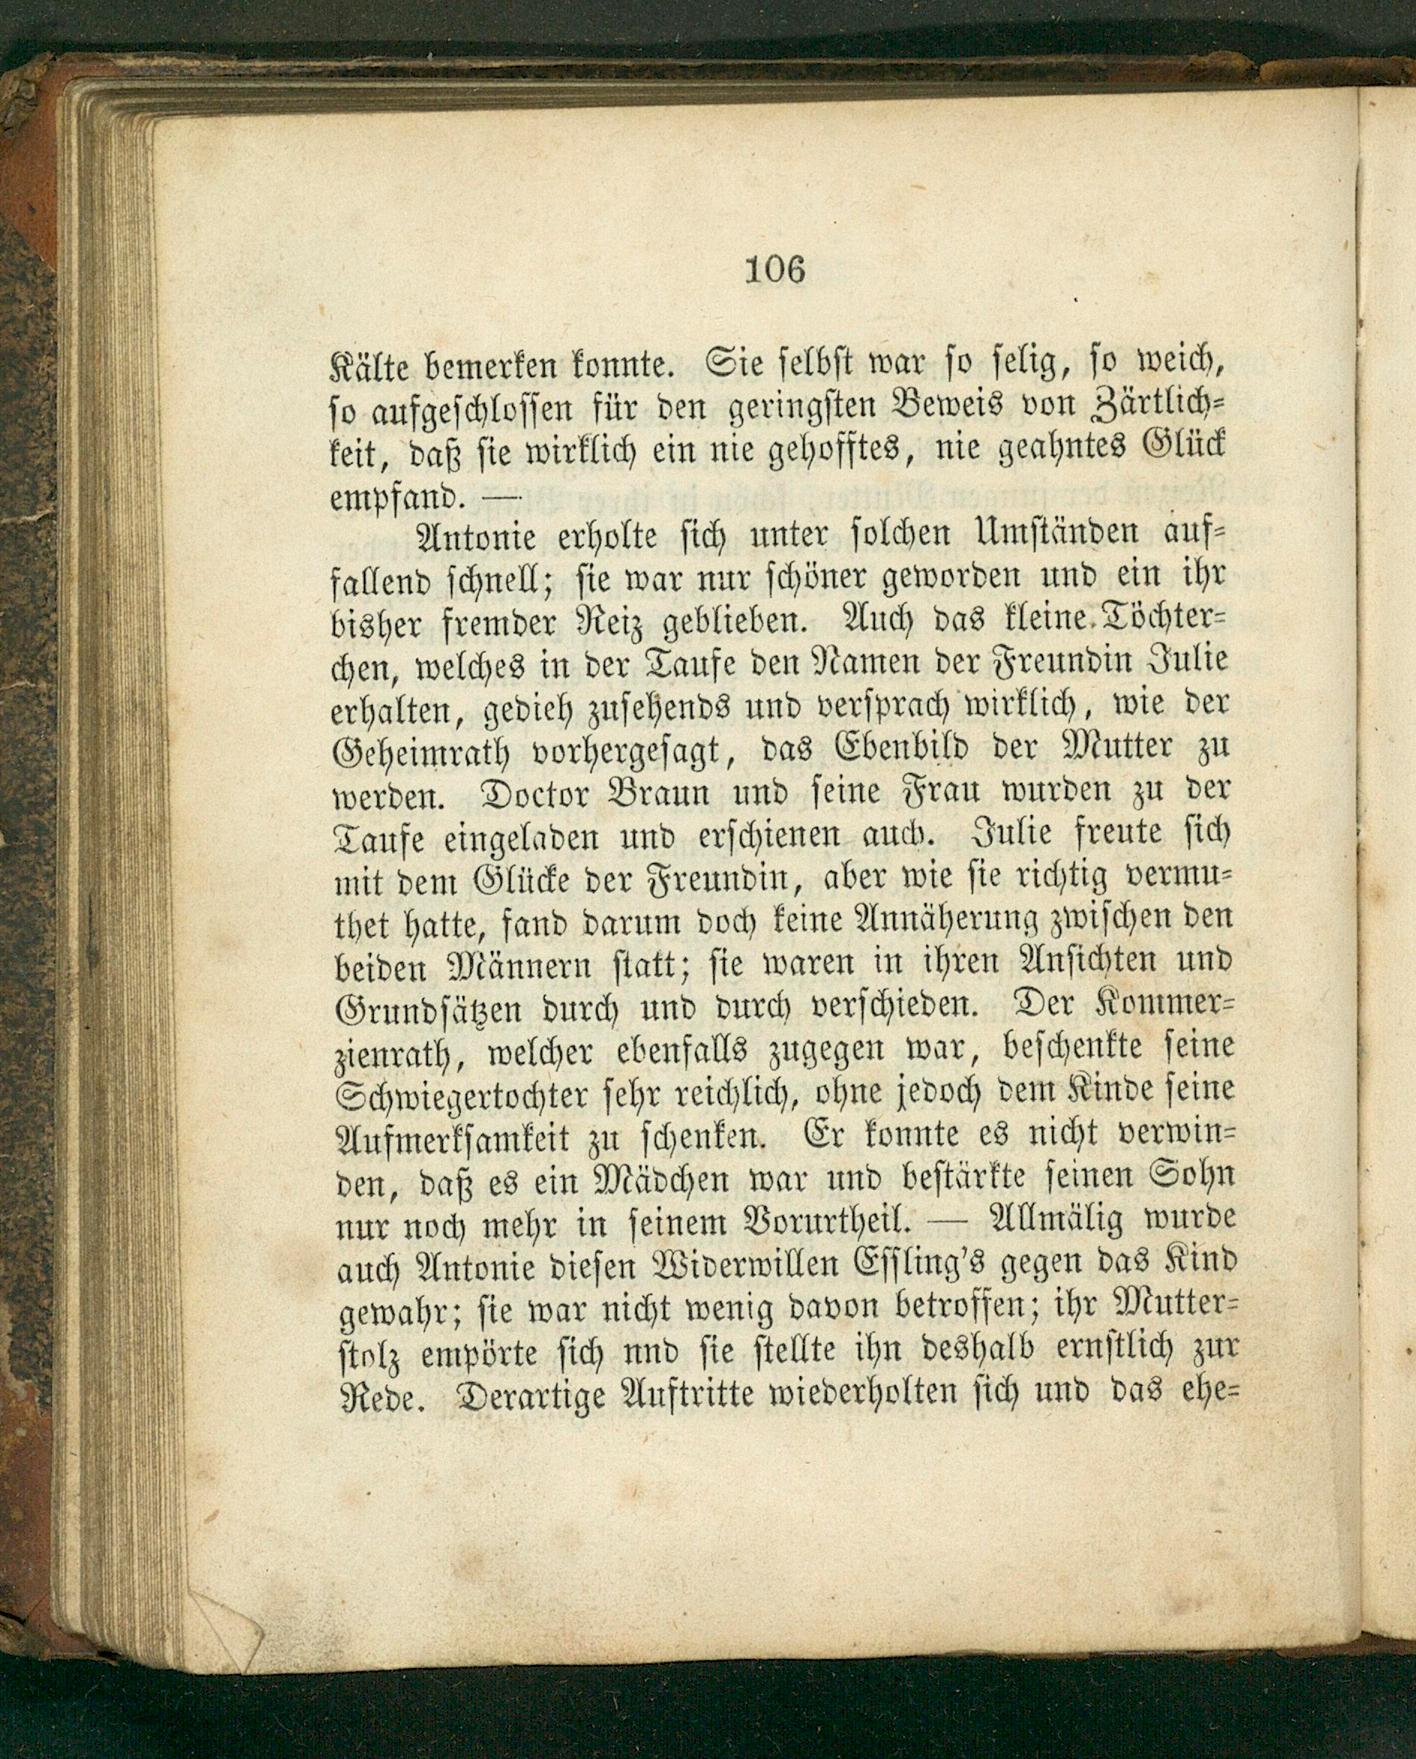 106
Kälte bemerken konnte. Sie selbst war so selig, so weich,
so aufgeschlossen für den geringsten Beweis von Zärtlich-
keit, daß sie wirklich ein nie gehofftes, nie geahntes Glück
empfand. —
Antonie erholte sich unter solchen Umständen auf-
fallend schnell; sie war nur schöner geworden und ein ihr
bisher fremder Reiz geblieben. Auch das kleine Töchter-
chen, welches in der Taufe den Namen der Freundin Julie
erhalten, gedieh zusehends und versprach wirklich, wie der
Geheimrath vorhergesagt, das Ebenbild der Mutter zu
werden. Doctor Braun und seine Frau wurden zu der
Taufe eingeladen und erschienen auch. Julie freute sich
mit dem Glücke der Freundin, aber wie sie richtig vermu-
thet hatte, fand darum doch keine Annäherung zwischen den
beiden Männern statt; sie waren in ihren Ansichten und
Grundsätzen durch und durch verschieden. Der Kommer-
zienrath, welcher ebenfalls zugegen war, beschenkte seine
Schwiegertochter sehr reichlich, ohne jedoch dem Kinde seine
Aufmerksamkeit zu schenken. Er konnte es nicht verwin-
den, daß es ein Mädchen war und bestärkte seinen Sohn
nur noch mehr in seinem Vorurtheil. — Allmälig wurde
auch Antonie diesen Widerwillen Essling's gegen das Kind
gewahr; sie war nicht wenig davon betroffen; ihr Mutter-
stolz empörte sich nnd sie stellte ihn deshalb ernstlich zur
Rede. Derartige Auftritte wiederholten sich und das ehe-